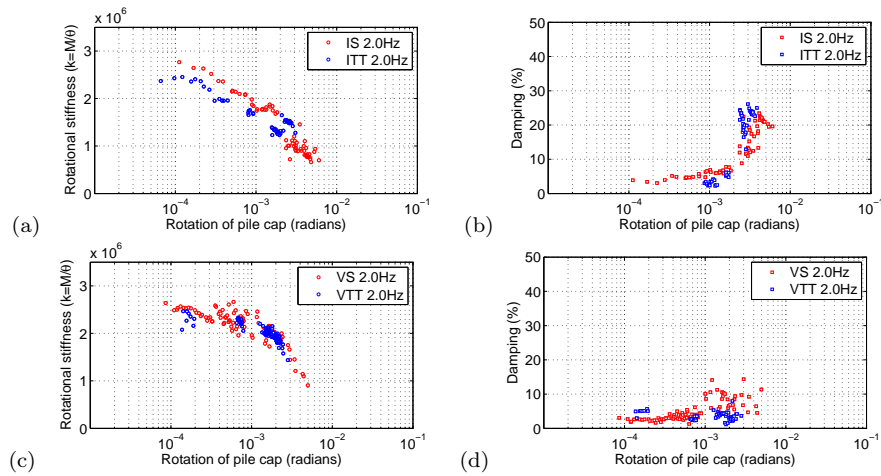 x 10⁶
3
2
1
0
Rotational stiffness (k=M/θ)
IS 2.0Hz
ITT 2.0Hz
10⁻⁴ 10⁻³ 10⁻² 10⁻¹
(a) Rotation of pile cap (radians)
50
40
30
20
10
0
Damping (%)
IS 2.0Hz
ITT 2.0Hz
10⁻⁴ 10⁻³ 10⁻² 10⁻¹
(b) Rotation of pile cap (radians)
x 10⁶
3
2
1
0
Rotational stiffness (k=M/θ)
VS 2.0Hz
VTT 2.0Hz
10⁻⁴ 10⁻³ 10⁻² 10⁻¹
(c) Rotation of pile cap (radians)
50
40
30
20
10
0
Damping (%)
VS 2.0Hz
VTT 2.0Hz
10⁻⁴ 10⁻³ 10⁻² 10⁻¹
(d) Rotation of pile cap (radians)